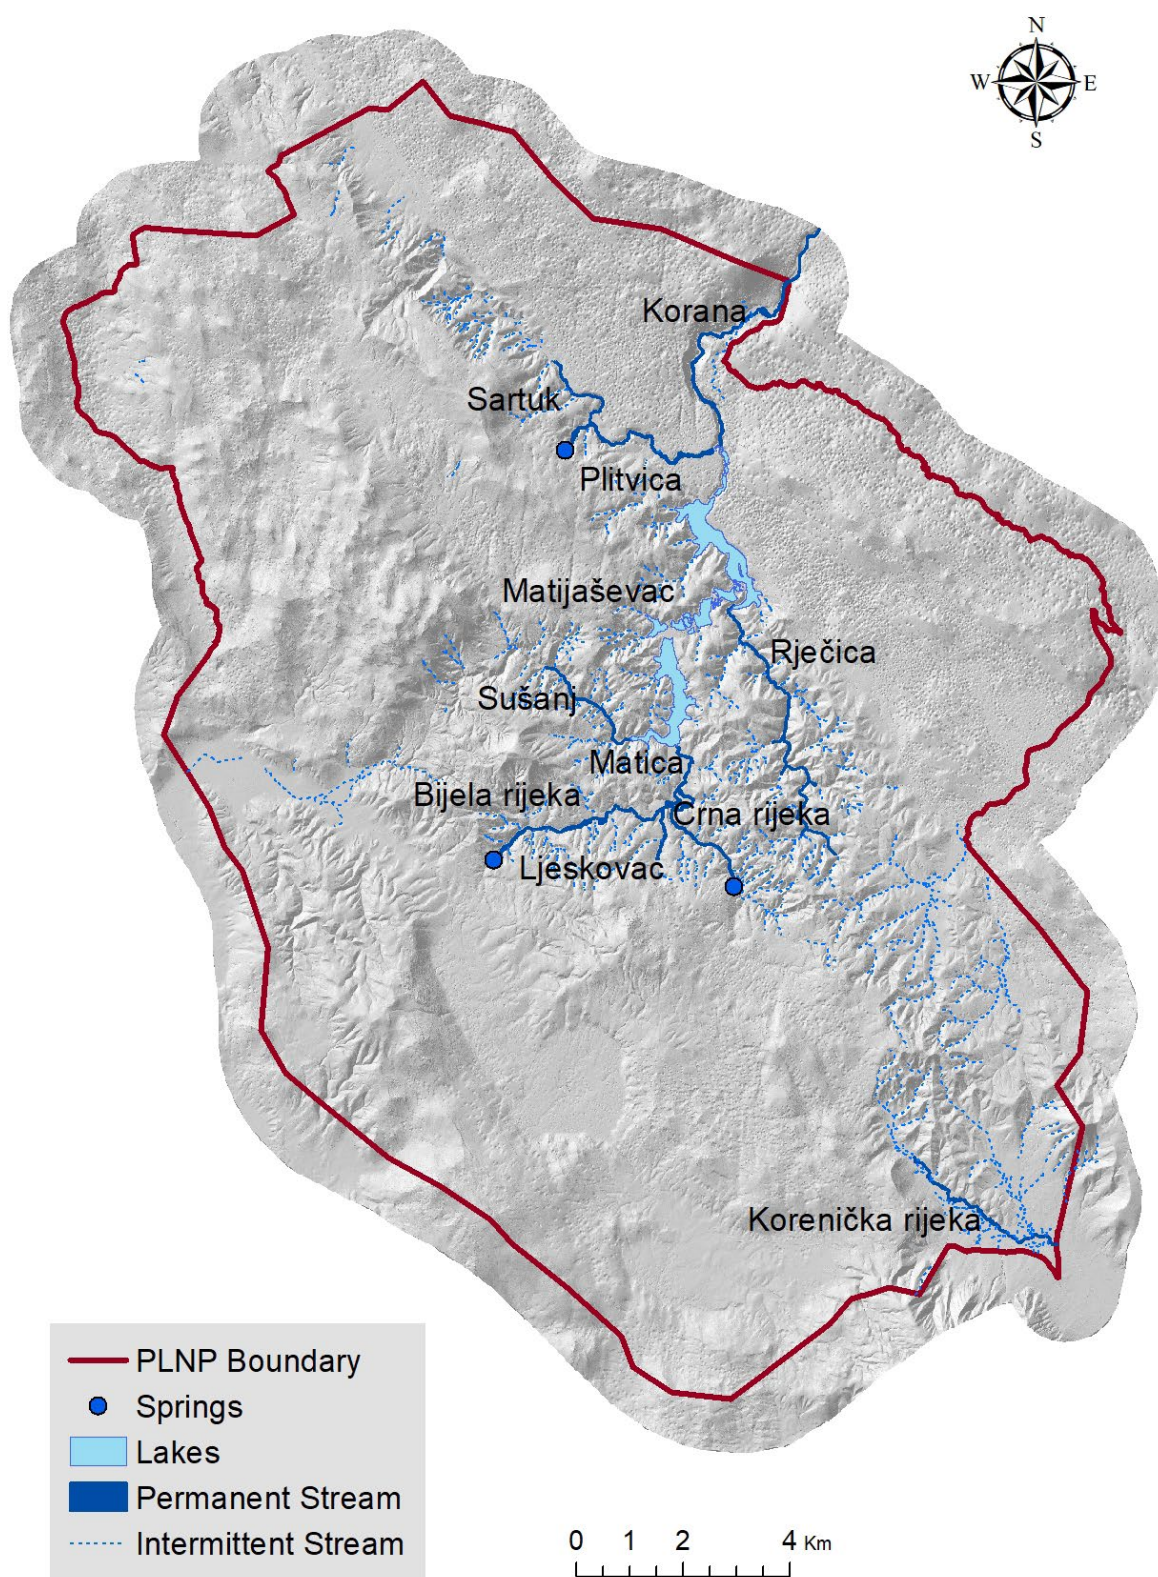 N
W E
S
Korana
Sartuk
Plitvica
Matijaševac
Rječica
Sušanj
Matica
Bijela rijeka
Crna rijeka
Ljeskovac
Korenička rijeka
PLNP Boundary
Springs
Lakes
Permanent Stream
Intermittent Stream
0 1 2 4 Km